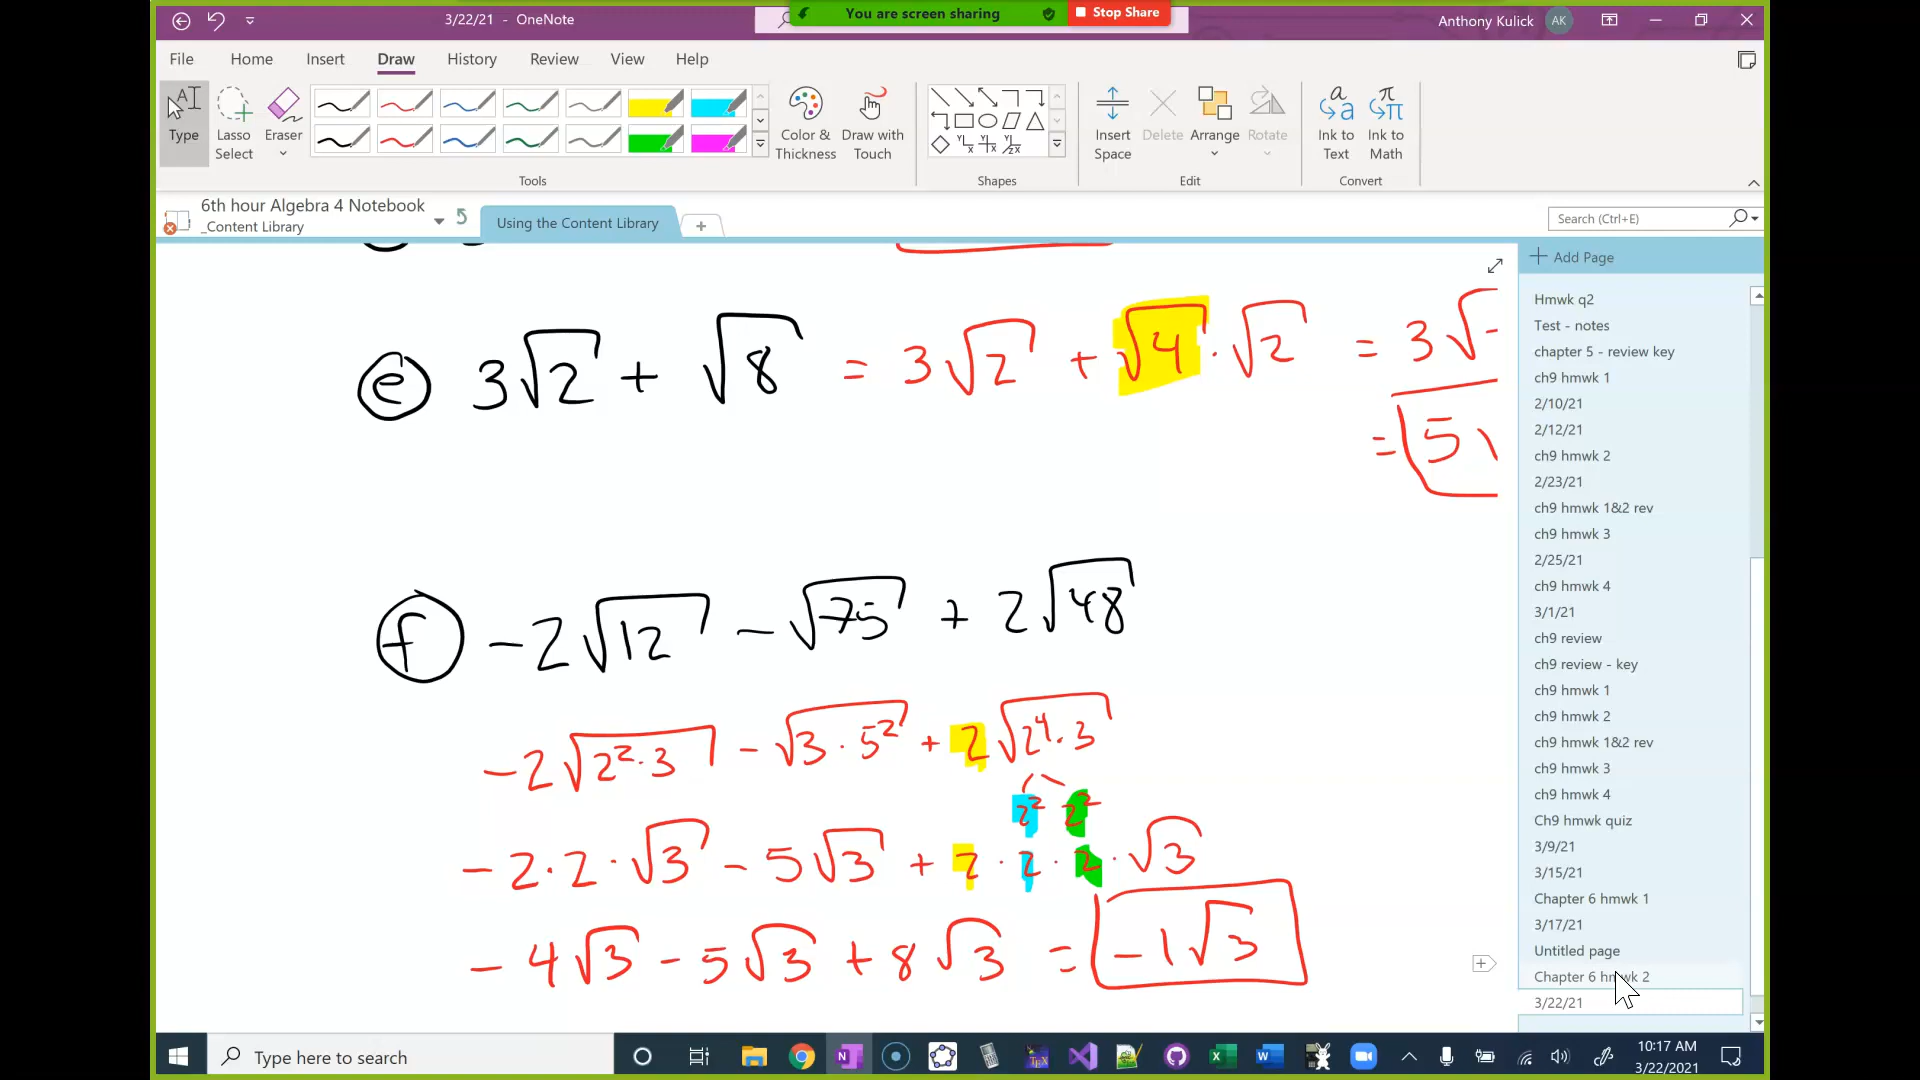 3/22/21 - OneNote
You are screen sharing
Stop Share
Anthony Kulick
AK
File Home Insert Draw History Review View Help
Type
Lasso Select
Eraser
Color & Thickness
Draw with Touch
Insert Space
Delete
Arrange
Rotate
Ink to Text
Ink to Math
Tools
Shapes
Edit
Convert
6th hour Algebra 4 Notebook
_Content Library
Using the Content Library
Search (Ctrl+E)
Add Page
Hmwk q2
Test - notes
chapter 5 - review key
ch9 hmwk 1
2/10/21
2/12/21
ch9 hmwk 2
2/23/21
ch9 hmwk 1&2 rev
ch9 hmwk 3
2/25/21
ch9 hmwk 4
3/1/21
ch9 review
ch9 review - key
ch9 hmwk 1
ch9 hmwk 2
ch9 hmwk 1&2 rev
ch9 hmwk 3
ch9 hmwk 4
Ch9 hmwk quiz
3/9/21
3/15/21
Chapter 6 hmwk 1
3/17/21
Untitled page
Chapter 6 hmwk 2
3/22/21
e 3√2 + √8 = 3√2 + √4 · √2 = 3√
= 5
f -2√12 - √75 + 2√48
-2√2²·3 - √3·5² + 2√2⁴·3
2² 2²
-2·2·√3 - 5√3 + 2·2·2·√3
-4√3 - 5√3 + 8√3 = -1√3
Type here to search
10:17 AM
3/22/2021